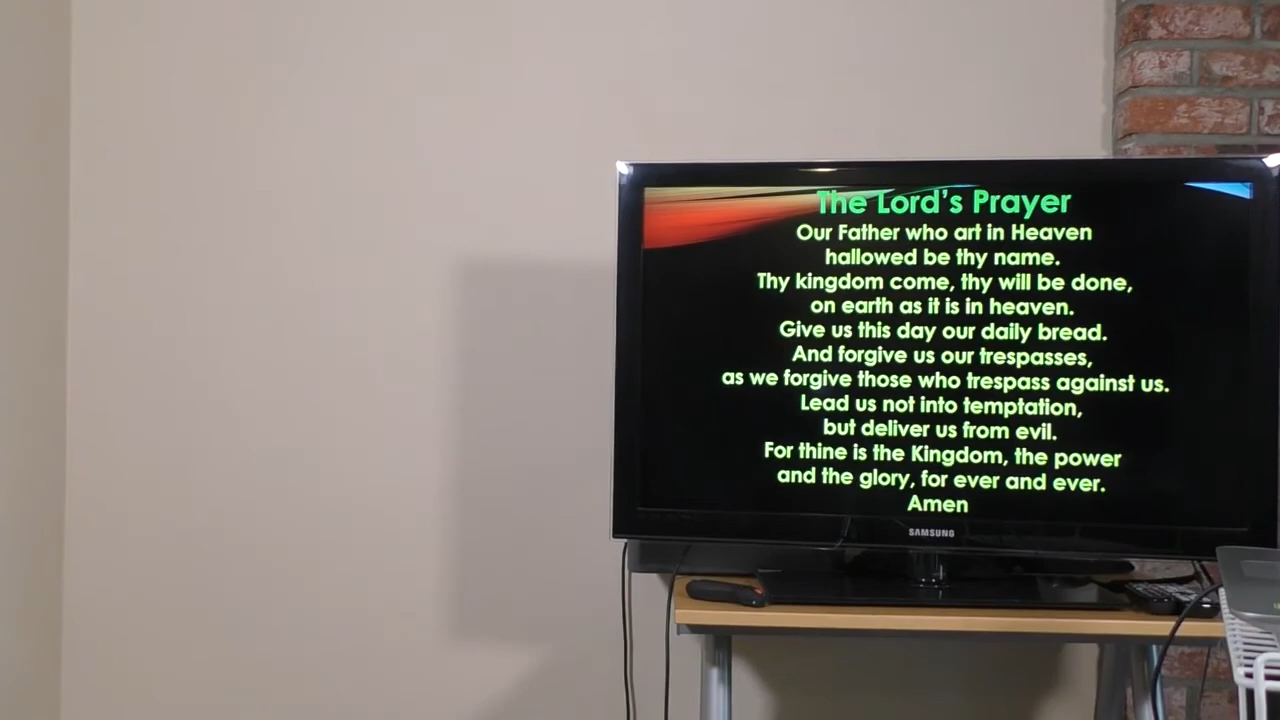 The Lord's Prayer
Our Father who art in Heaven
hallowed be thy name.
Thy kingdom come, thy will be done,
on earth as it is in heaven.
Give us this day our daily bread.
And forgive us our trespasses,
as we forgive those who trespass against us.
Lead us not into temptation,
but deliver us from evil.
For thine is the Kingdom, the power
and the glory, for ever and ever.
Amen
SAMSUNG